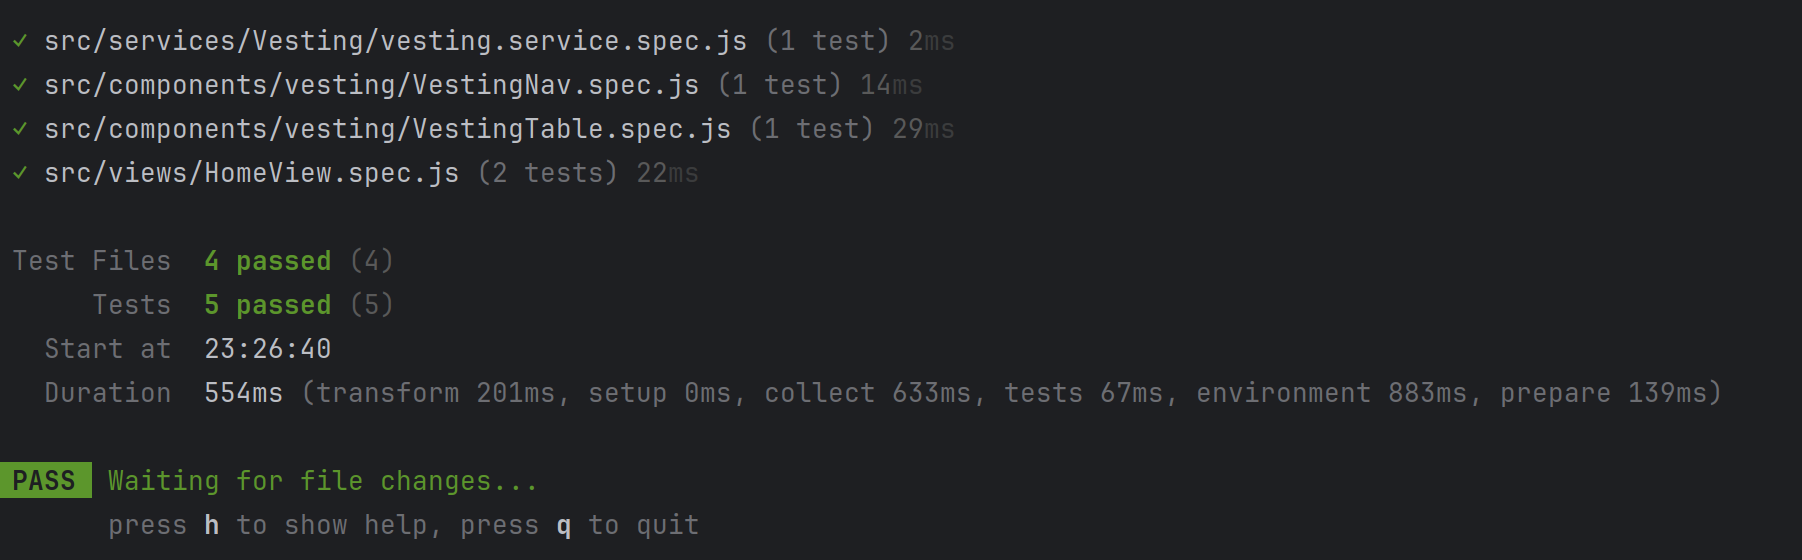 ✓ src/services/Vesting/vesting.service.spec.js (1 test) 2ms
✓ src/components/vesting/VestingNav.spec.js (1 test) 14ms
✓ src/components/vesting/VestingTable.spec.js (1 test) 29ms
✓ src/views/HomeView.spec.js (2 tests) 22ms
Test Files 4 passed (4)
Tests 5 passed (5)
Start at 23:26:40
Duration 554ms (transform 201ms, setup 0ms, collect 633ms, tests 67ms, environment 883ms, prepare 139ms)
PASS Waiting for file changes...
press h to show help, press q to quit